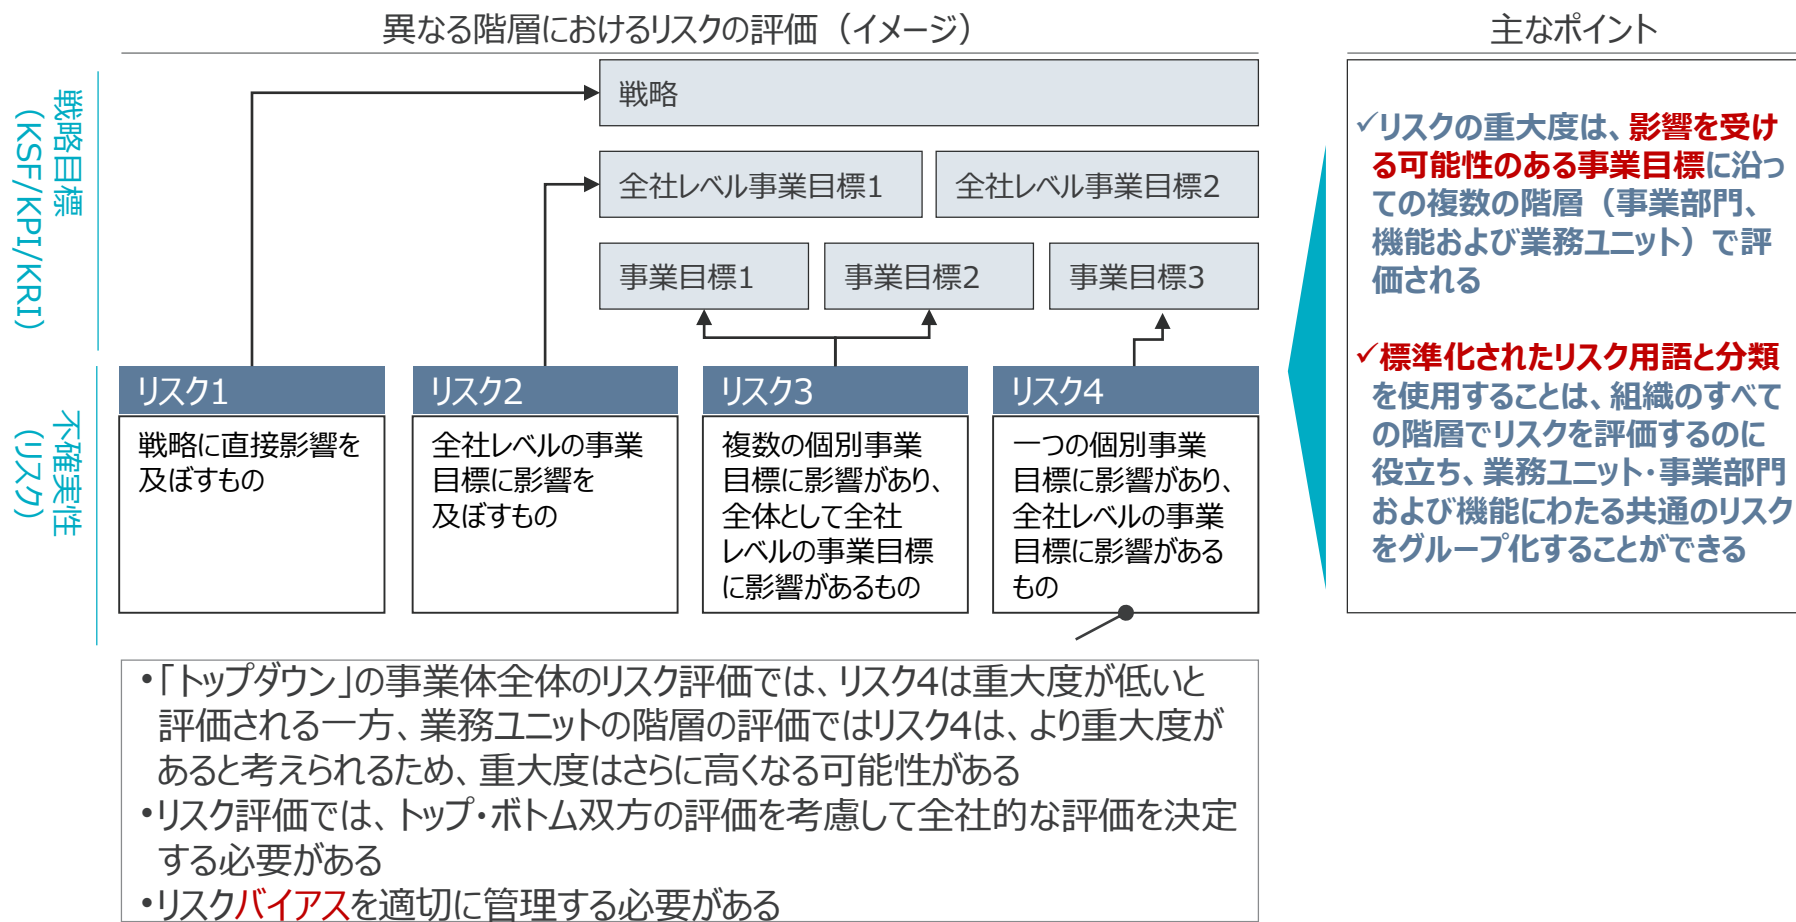 異なる階層におけるリスクの評価（イメージ）
主なポイント
戦略目標
(KSF/KPI/KRI)
戦略
全社レベル事業目標1
全社レベル事業目標2
事業目標1
事業目標2
事業目標3
不確実性
(リスク)
リスク1
戦略に直接影響を
及ぼすもの
リスク2
全社レベルの事業
目標に影響を
及ぼすもの
リスク3
複数の個別事業
目標に影響があり、
全体として全社
レベルの事業目標
に影響があるもの
リスク4
一つの個別事業
目標に影響があり、
全社レベルの事業
目標に影響がある
もの
✓リスクの重大度は、影響を受け
る可能性のある事業目標に沿っ
ての複数の階層（事業部門、
機能および業務ユニット）で評
価される
✓標準化されたリスク用語と分類
を使用することは、組織のすべて
の階層でリスクを評価するのに
役立ち、業務ユニット・事業部門
および機能にわたる共通のリスク
をグループ化することができる
•「トップダウン」の事業体全体のリスク評価では、リスク4は重大度が低いと
評価される一方、業務ユニットの階層の評価ではリスク4は、より重大度が
あると考えられるため、重大度はさらに高くなる可能性がある
•リスク評価では、トップ・ボトム双方の評価を考慮して全社的な評価を決定
する必要がある
•リスクバイアスを適切に管理する必要がある